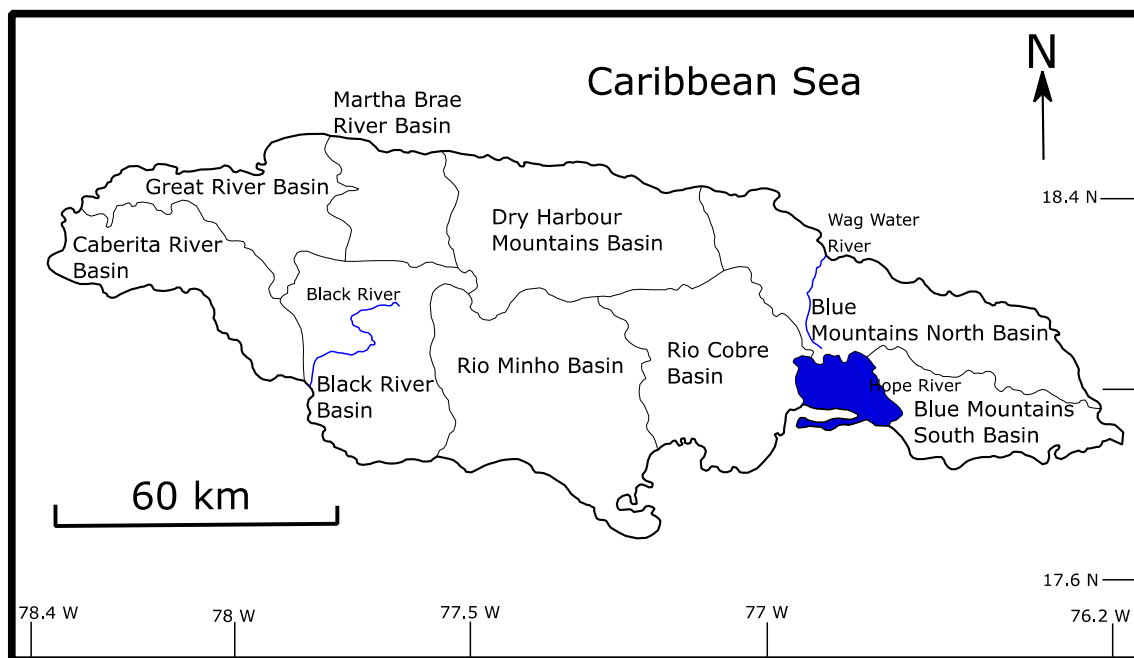 Caribbean Sea
N
Martha Brae
River Basin
Great River Basin
18.4 N
Dry Harbour
Mountains Basin
Wag Water
River
Caberita River
Basin
Black River
Blue
Mountains North Basin
Rio Minho Basin
Rio Cobre
Basin
Black River
Basin
Hope River
Blue Mountains
South Basin
60 km
17.6 N
78.4 W
78 W
77.5 W
77 W
76.2 W